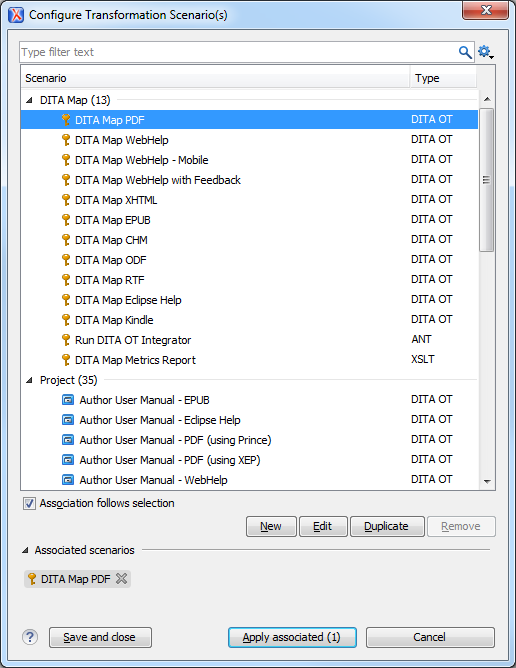 Configure Transformation Scenario(s)
Type filter text
Scenario Type
DITA Map (13)
DITA Map PDF DITA OT
DITA Map WebHelp DITA OT
DITA Map WebHelp - Mobile DITA OT
DITA Map WebHelp with Feedback DITA OT
DITA Map XHTML DITA OT
DITA Map EPUB DITA OT
DITA Map CHM DITA OT
DITA Map ODF DITA OT
DITA Map RTF DITA OT
DITA Map Eclipse Help DITA OT
DITA Map Kindle DITA OT
Run DITA OT Integrator ANT
DITA Map Metrics Report XSLT
Project (35)
Author User Manual - EPUB DITA OT
Author User Manual - Eclipse Help DITA OT
Author User Manual - PDF (using Prince) DITA OT
Author User Manual - PDF (using XEP) DITA OT
Author User Manual - WebHelp DITA OT
Association follows selection
New Edit Duplicate Remove
Associated scenarios
DITA Map PDF
? Save and close Apply associated (1) Cancel